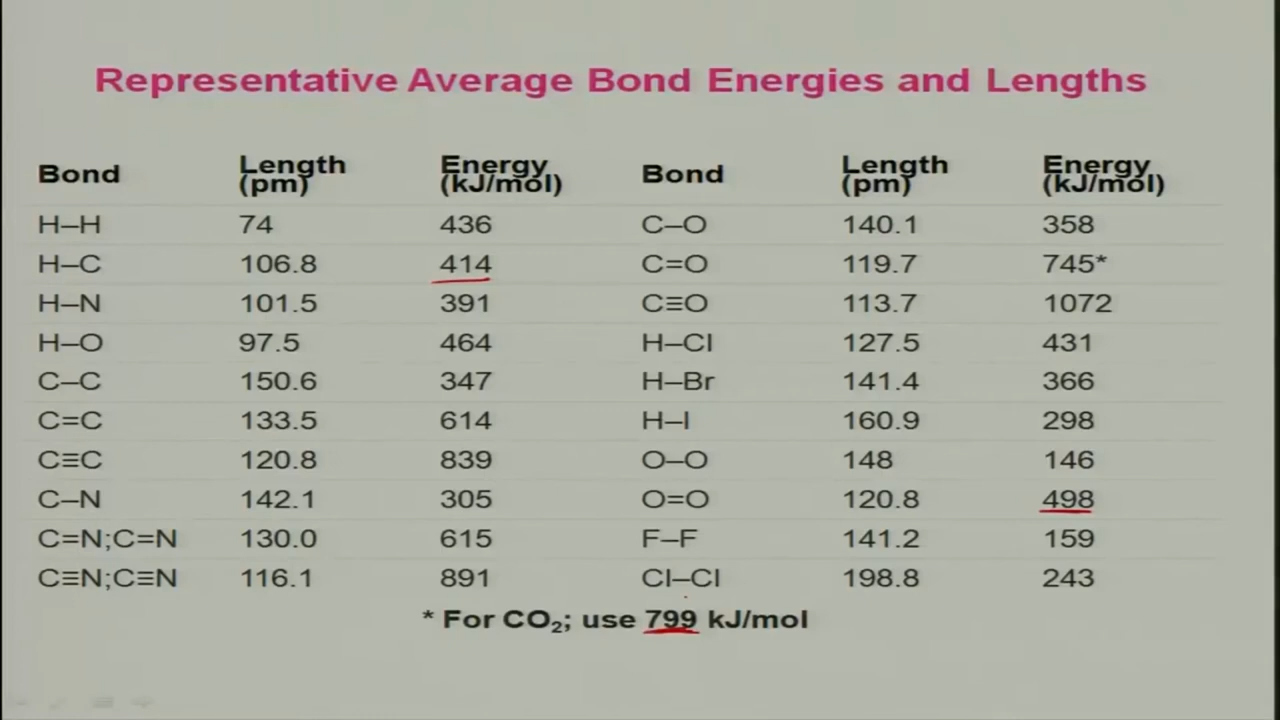 Representative Average Bond Energies and Lengths
Bond Length (pm) Energy (kJ/mol) Bond Length (pm) Energy (kJ/mol)
H–H 74 436 C–O 140.1 358
H–C 106.8 414 C=O 119.7 745*
H–N 101.5 391 C≡O 113.7 1072
H–O 97.5 464 H–Cl 127.5 431
C–C 150.6 347 H–Br 141.4 366
C=C 133.5 614 H–I 160.9 298
C≡C 120.8 839 O–O 148 146
C–N 142.1 305 O=O 120.8 498
C=N;C=N 130.0 615 F–F 141.2 159
C≡N;C≡N 116.1 891 Cl–Cl 198.8 243
* For CO₂; use 799 kJ/mol